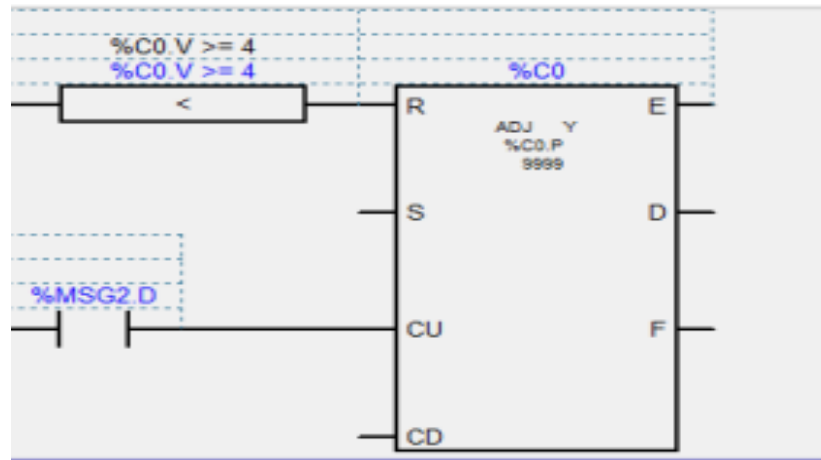 %C0.V >= 4
%C0.V >= 4
%C0
<
R
E
ADJ Y
%C0.P
9999
S
D
%MSG2.D
CU
F
CD